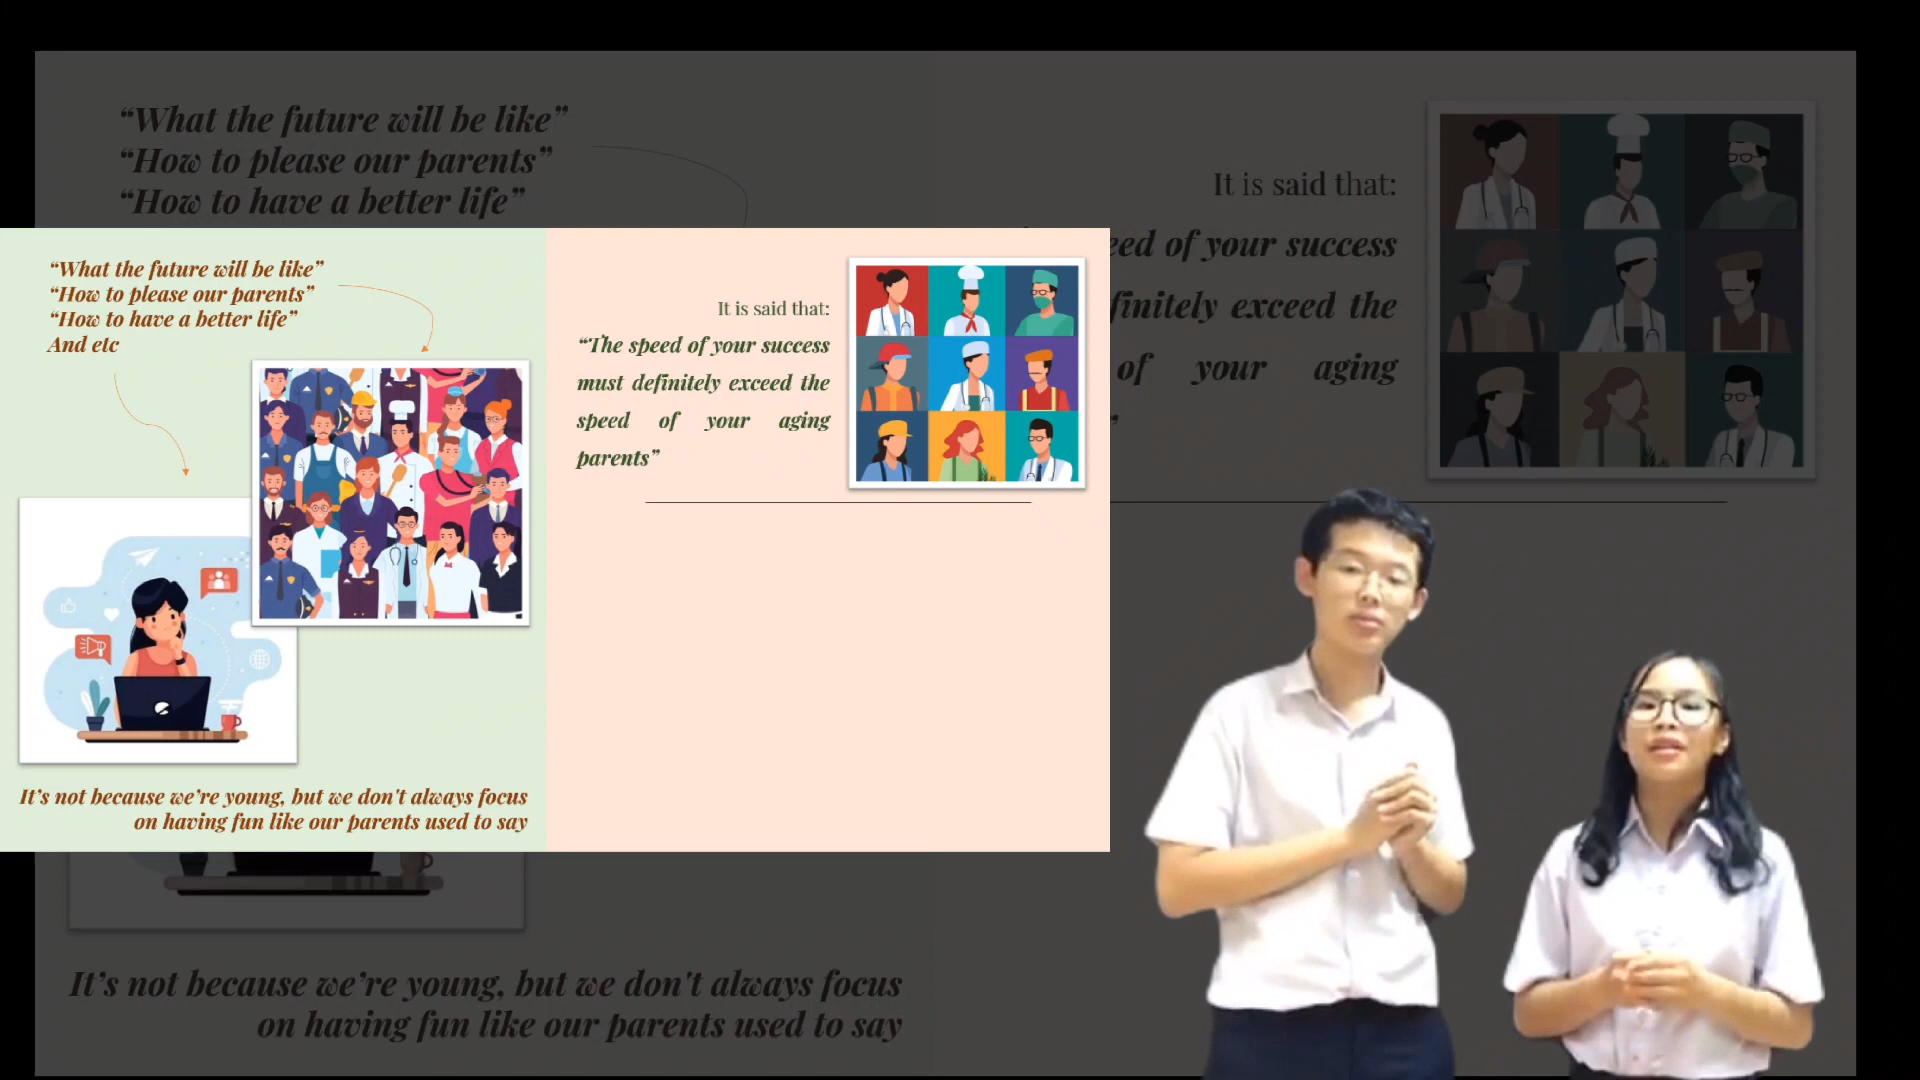 “What the future will be like”
“How to please our parents”
“How to have a better life”
It is said that:
eed of your success
finitely exceed the
of your aging
”
“What the future will be like”
“How to please our parents”
“How to have a better life”
And etc
It’s not because we’re young, but we don't always focus
on having fun like our parents used to say
It is said that:
“The speed of your success
must definitely exceed the
speed of your aging
parents”
It’s not because we’re young, but we don't always focus
on having fun like our parents used to say